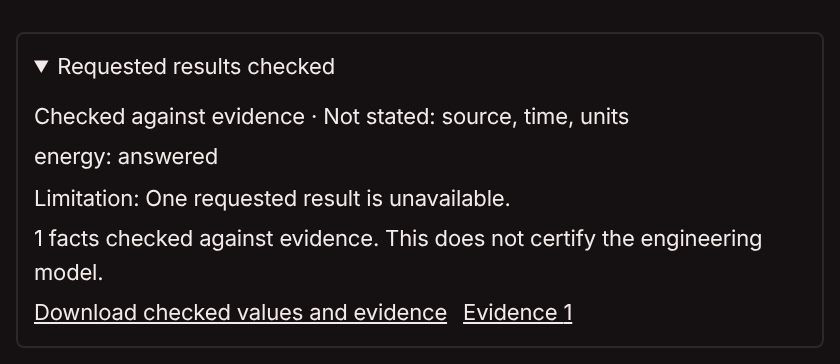 ▼ Requested results checked
Checked against evidence · Not stated: source, time, units
energy: answered
Limitation: One requested result is unavailable.
1 facts checked against evidence. This does not certify the engineering
model.
Download checked values and evidence Evidence 1